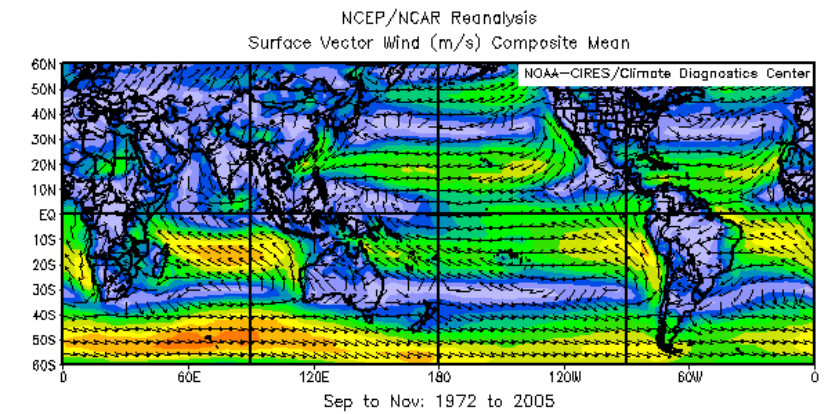 NCEP/NCAR Reanalysis
Surface Vector Wind (m/s) Composite Mean
NOAA-CIRES/Climate Diagnostics Center
60N
50N
40N
30N
20N
10N
EQ
10S
20S
30S
40S
50S
60S
0 60E 120E 180 120W 60W 0
Sep to Nov: 1972 to 2005